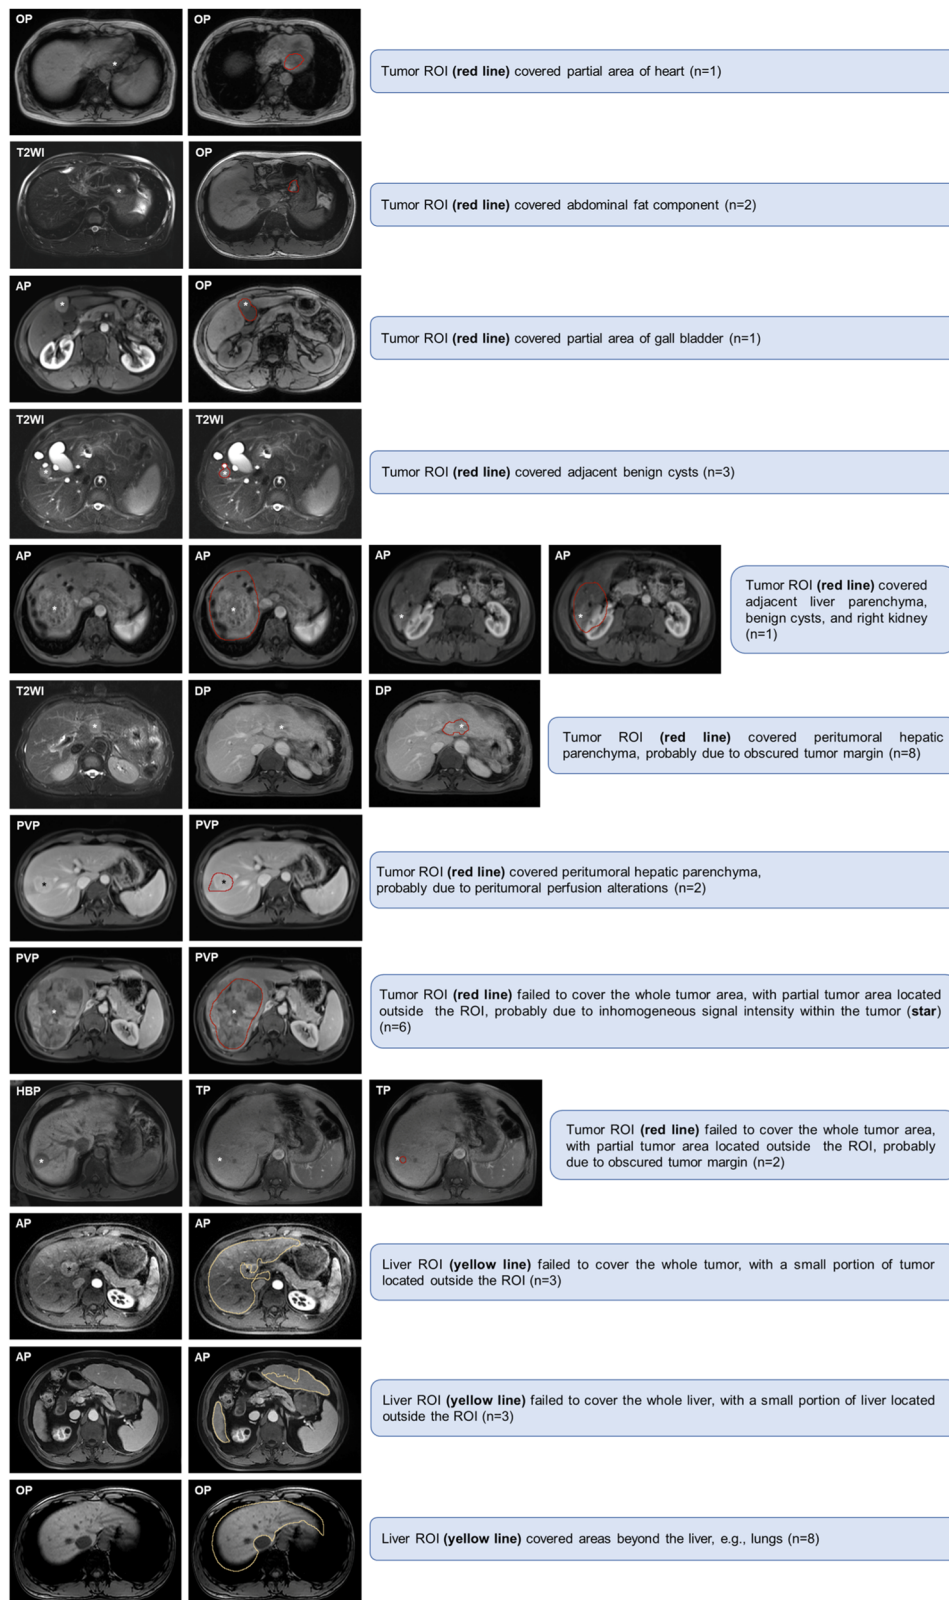 OP
OP
Tumor ROI (red line) covered partial area of heart (n=1)
T2WI
OP
Tumor ROI (red line) covered abdominal fat component (n=2)
AP
OP
Tumor ROI (red line) covered partial area of gall bladder (n=1)
T2WI
T2WI
Tumor ROI (red line) covered adjacent benign cysts (n=3)
AP
AP
AP
AP
Tumor ROI (red line) covered
adjacent liver parenchyma,
benign cysts, and right kidney
(n=1)
T2WI
DP
DP
Tumor ROI (red line) covered peritumoral hepatic
parenchyma, probably due to obscured tumor margin (n=8)
PVP
PVP
Tumor ROI (red line) covered peritumoral hepatic parenchyma,
probably due to peritumoral perfusion alterations (n=2)
PVP
PVP
Tumor ROI (red line) failed to cover the whole tumor area, with partial tumor area located
outside the ROI, probably due to inhomogeneous signal intensity within the tumor (star)
(n=6)
HBP
TP
TP
Tumor ROI (red line) failed to cover the whole tumor area,
with partial tumor area located outside the ROI, probably
due to obscured tumor margin (n=2)
AP
AP
Liver ROI (yellow line) failed to cover the whole tumor, with a small portion of tumor
located outside the ROI (n=3)
AP
AP
Liver ROI (yellow line) failed to cover the whole liver, with a small portion of liver located
outside the ROI (n=3)
OP
OP
Liver ROI (yellow line) covered areas beyond the liver, e.g., lungs (n=8)